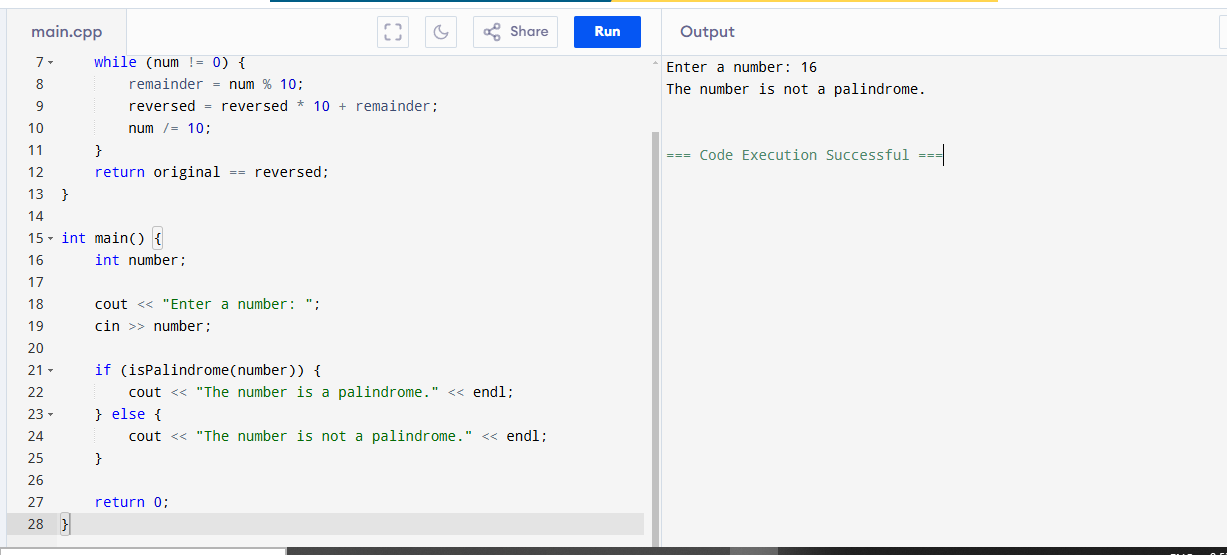 main.cpp
Share
Run
Output
7 while (num != 0) {
8 remainder = num % 10;
9 reversed = reversed * 10 + remainder;
10 num /= 10;
11 }
12 return original == reversed;
13 }
14
15 int main() {
16 int number;
17
18 cout << "Enter a number: ";
19 cin >> number;
20
21 if (isPalindrome(number)) {
22 cout << "The number is a palindrome." << endl;
23 } else {
24 cout << "The number is not a palindrome." << endl;
25 }
26
27 return 0;
28 }
Enter a number: 16
The number is not a palindrome.
=== Code Execution Successful ===